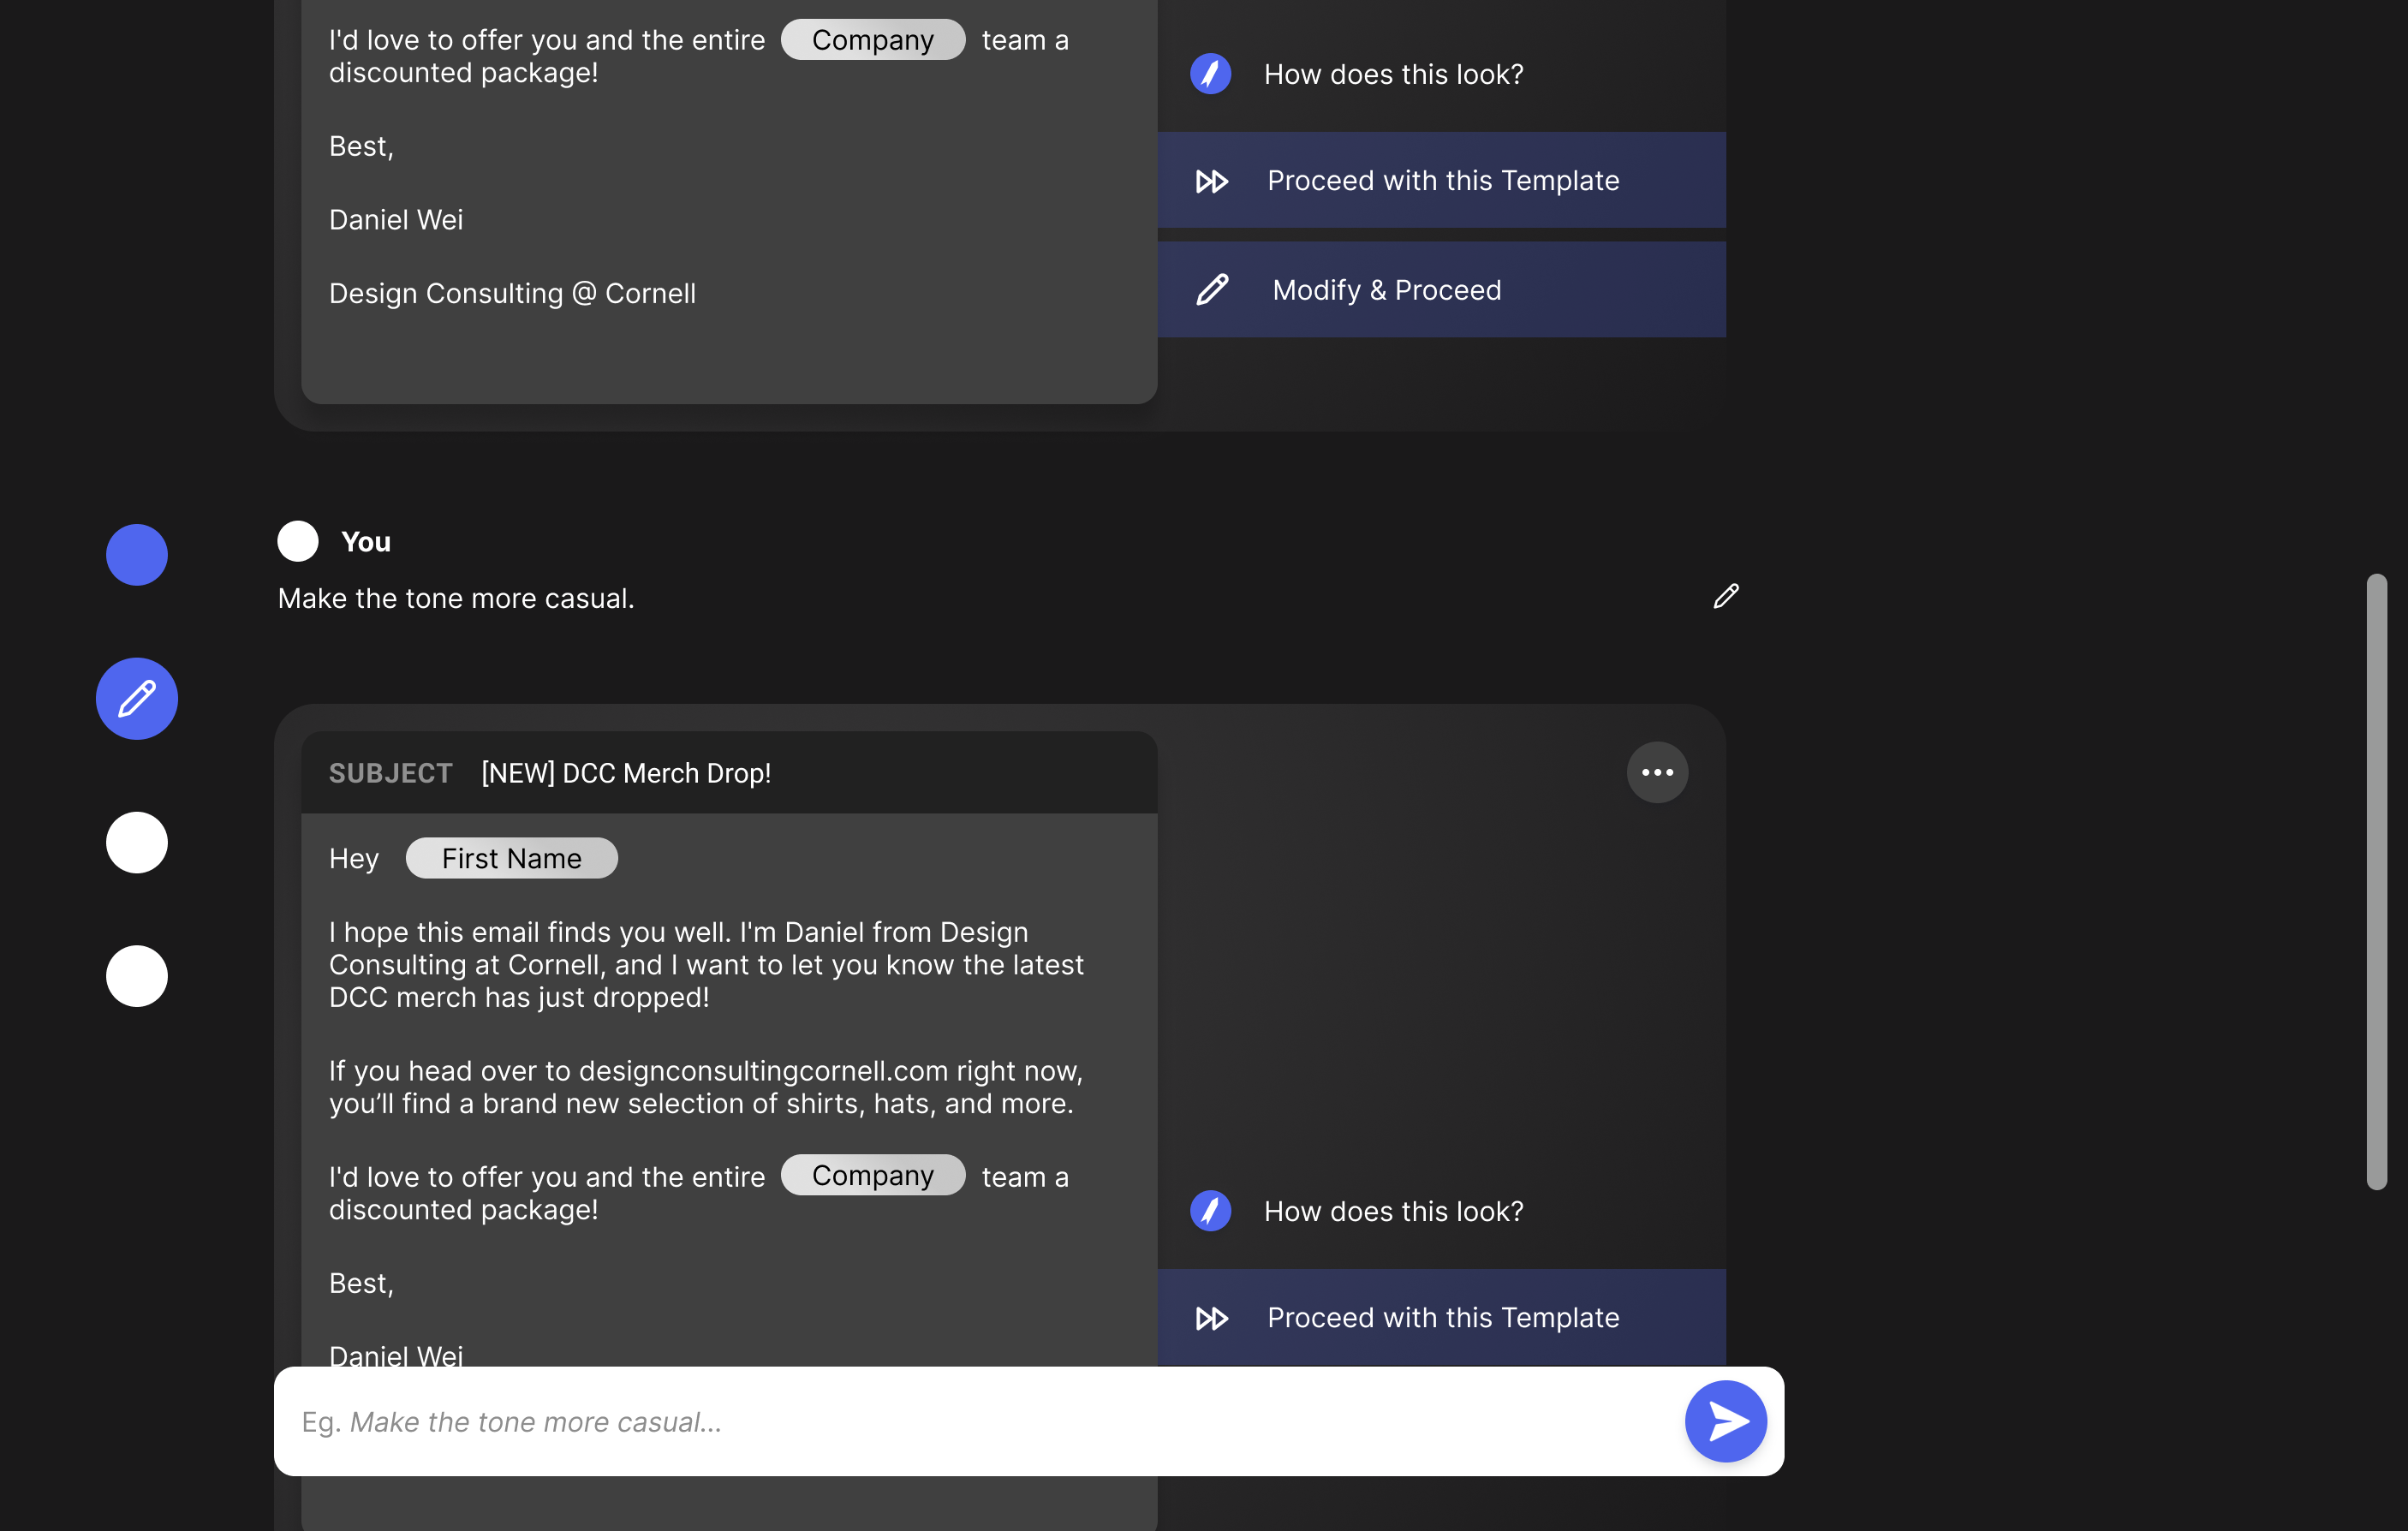 I'd love to offer you and the entire Company team a
discounted package!
Best,
Daniel Wei
Design Consulting @ Cornell
How does this look?
Proceed with this Template
Modify & Proceed
You
Make the tone more casual.
SUBJECT [NEW] DCC Merch Drop!
Hey First Name
I hope this email finds you well. I'm Daniel from Design
Consulting at Cornell, and I want to let you know the latest
DCC merch has just dropped!
If you head over to designconsultingcornell.com right now,
you’ll find a brand new selection of shirts, hats, and more.
I'd love to offer you and the entire Company team a
discounted package!
Best,
Daniel Wei
How does this look?
Proceed with this Template
Eg. Make the tone more casual...